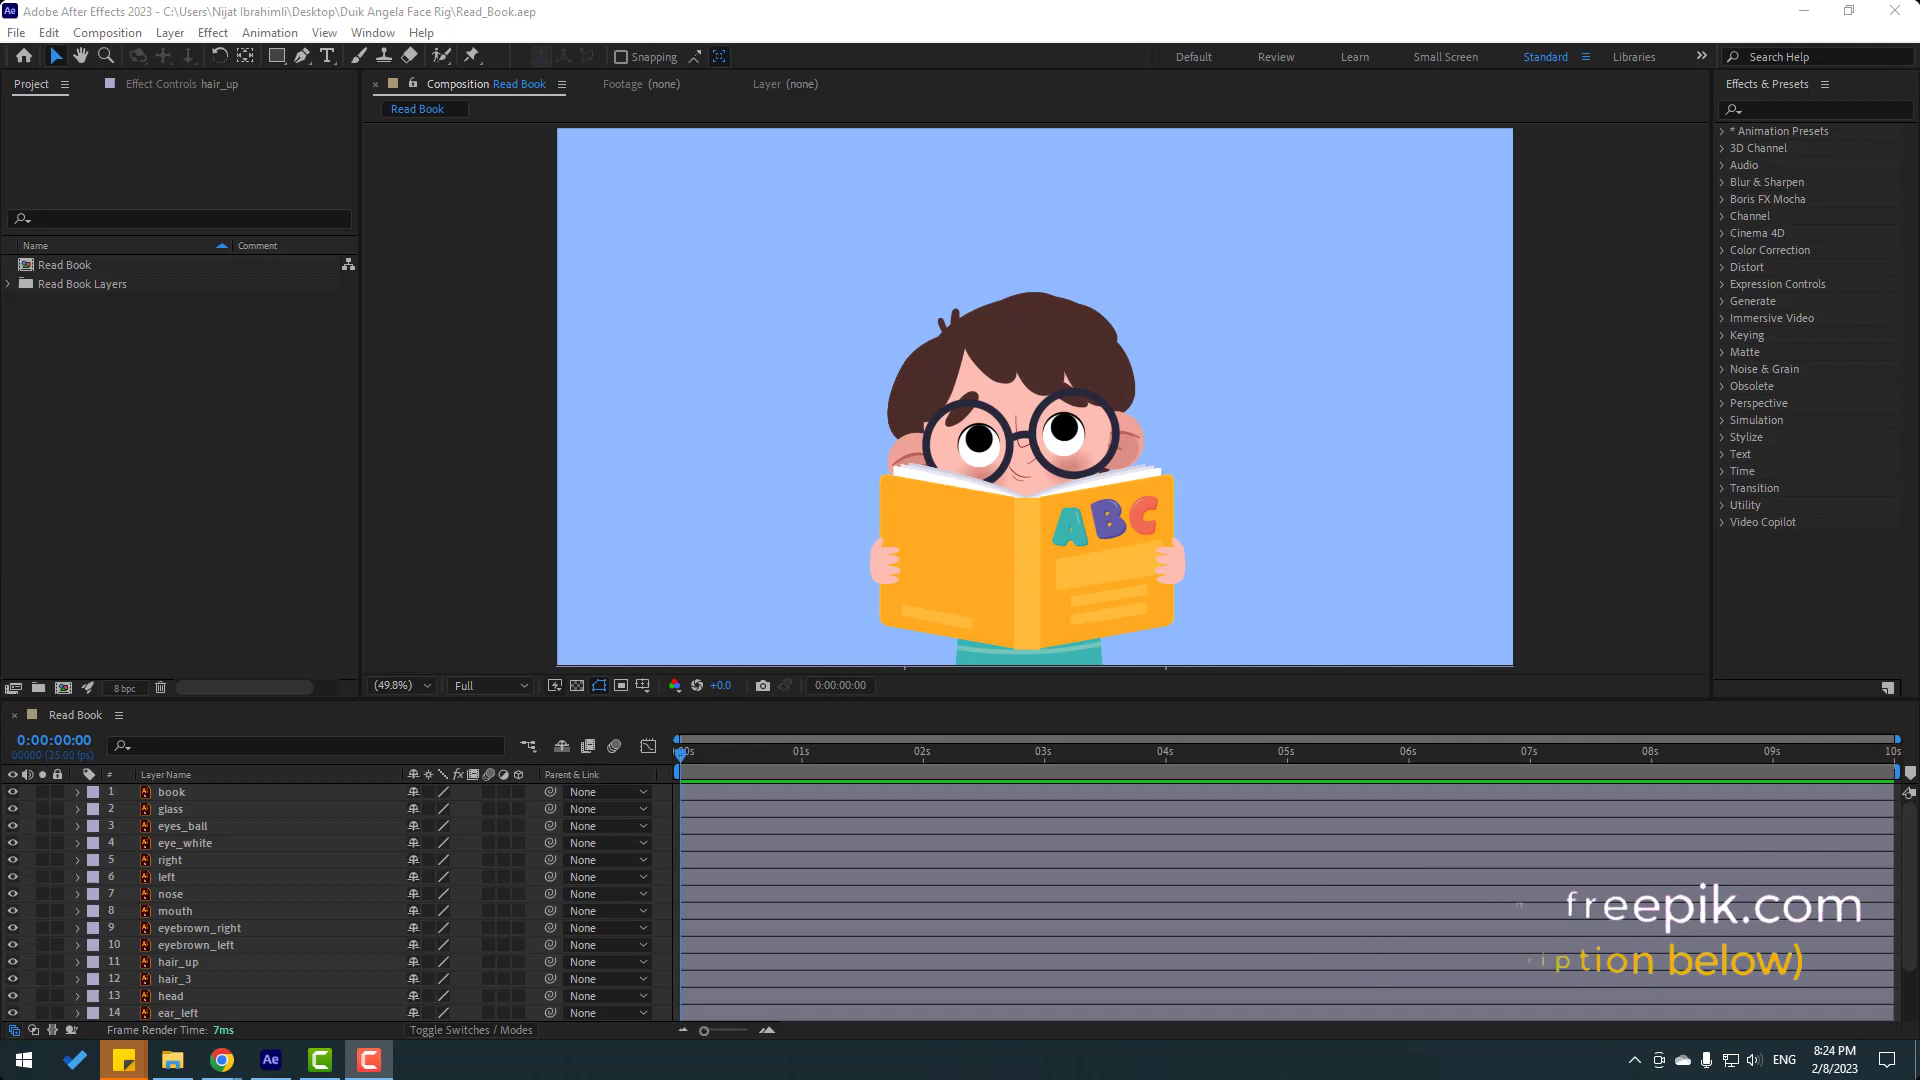 Adobe After Effects 2023 - C:\Users\Nijat Ibrahimli\Desktop\Duik Angela Face Rig\Read_Book.aep
File Edit Composition Layer Effect Animation View Window Help
Snapping Default Review Learn Small Screen Standard Libraries Search Help
Project Effect Controls hair_up Composition Read Book Footage (none) Layer (none) Effects & Presets
Read Book
* Animation Presets
3D Channel
Audio
Blur & Sharpen
Boris FX Mocha
Channel
Cinema 4D
Color Correction
Distort
Expression Controls
Generate
Immersive Video
Keying
Matte
Noise & Grain
Obsolete
Perspective
Simulation
Stylize
Text
Time
Transition
Utility
Video Copilot
Name Comment
Read Book
Read Book Layers
ABC
8 bpc
(49.8%) Full +0.0 0:00:00:00
Read Book
0:00:00:00
00000 (25.00 fps)
:00s 01s 02s 03s 04s 05s 06s 07s 08s 09s 10s
# Layer Name fx Parent & Link
1 book None
2 glass None
3 eyes_ball None
4 eye_white None
5 right None
6 left None
7 nose None
8 mouth None
9 eyebrown_right None
10 eyebrown_left None
11 hair_up None
12 hair_3 None
13 head None
14 ear_left None
freepik.com
ription below)
Frame Render Time: 7ms Toggle Switches / Modes
ENG
8:24 PM
2/8/2023